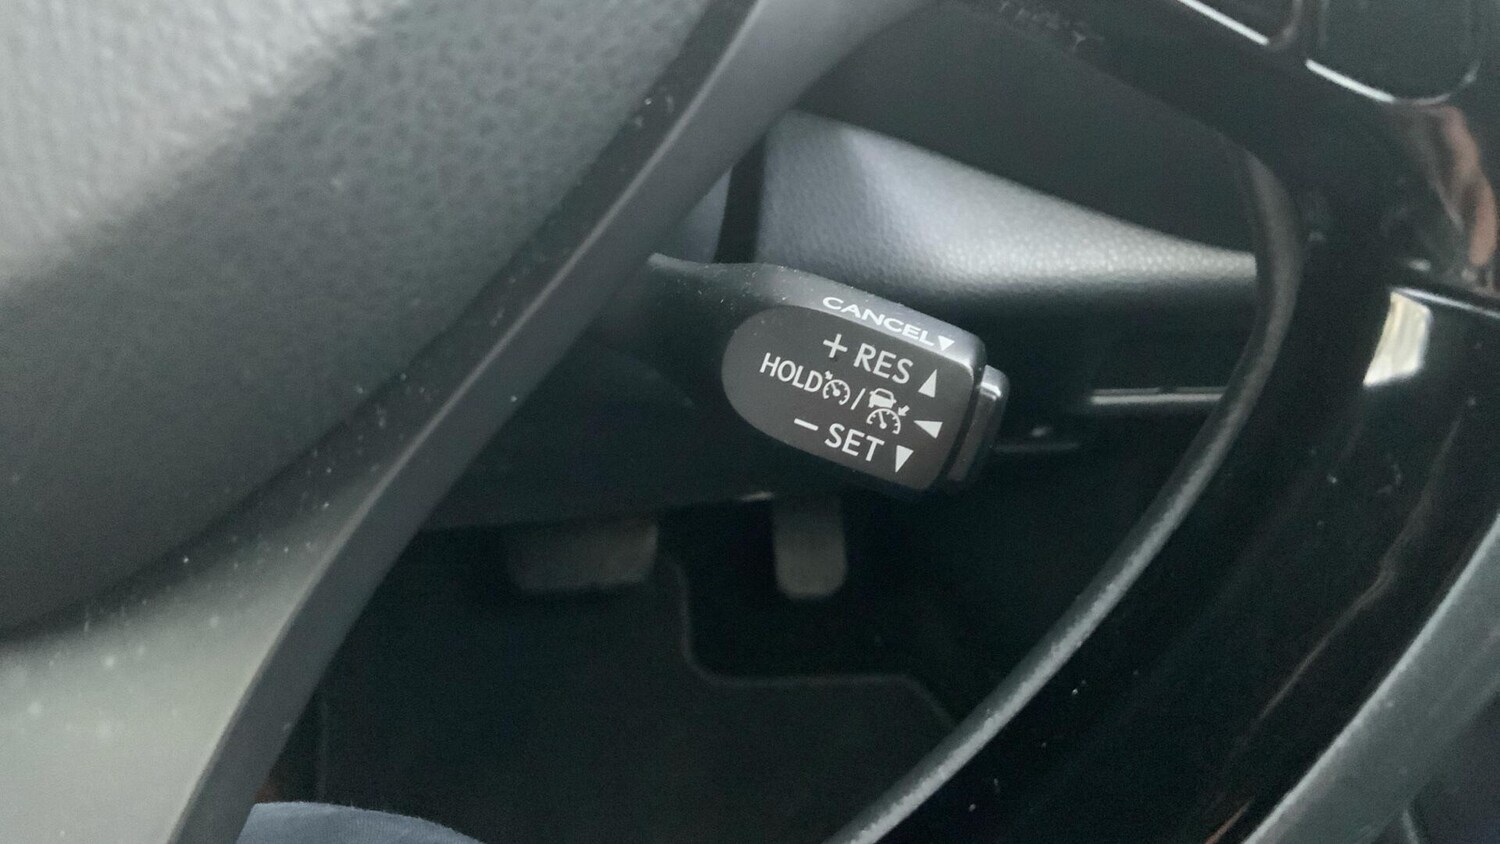 CANCEL▼
+ RES ▲
HOLD / ◄
− SET ▼